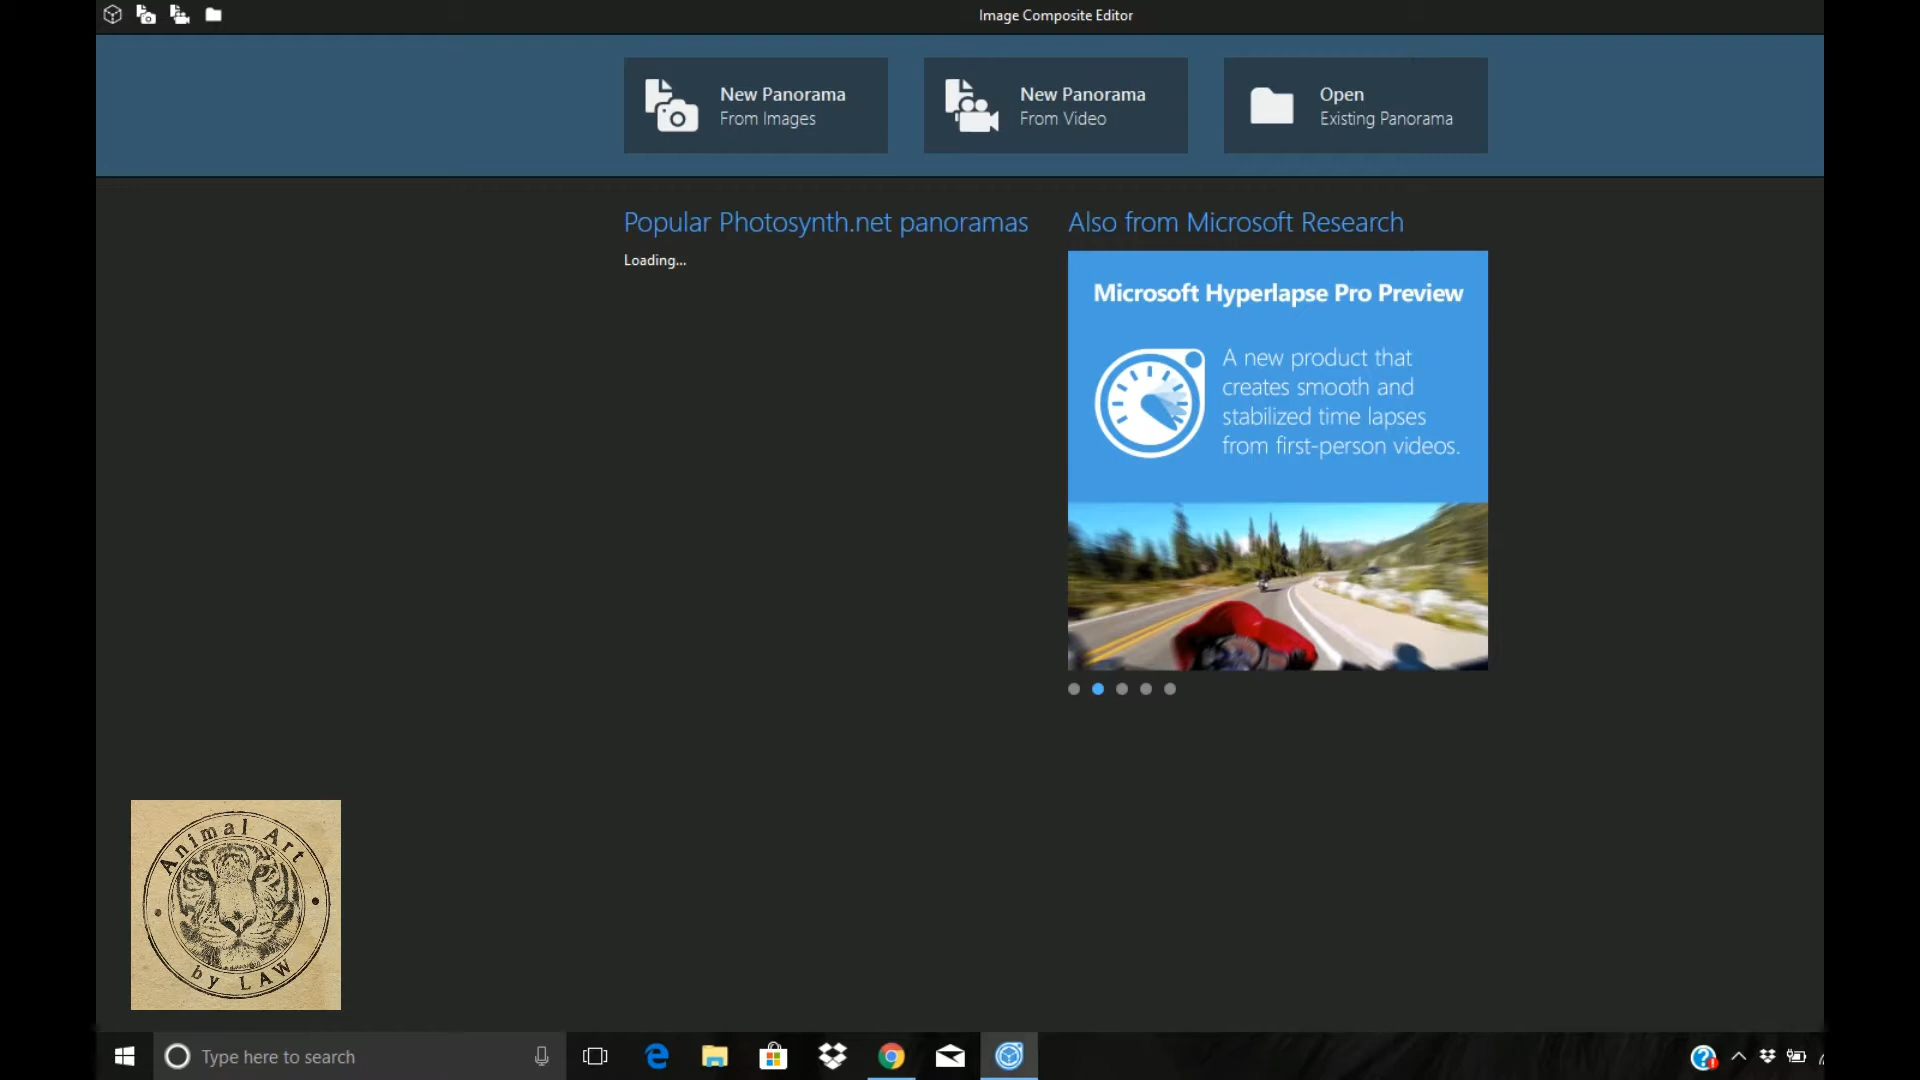 Image Composite Editor
New Panorama
From Images
New Panorama
From Video
Open
Existing Panorama
Popular Photosynth.net panoramas
Loading...
Also from Microsoft Research
Microsoft Hyperlapse Pro Preview
A new product that
creates smooth and
stabilized time lapses
from first-person videos.
Animal Art
by LAW
Type here to search